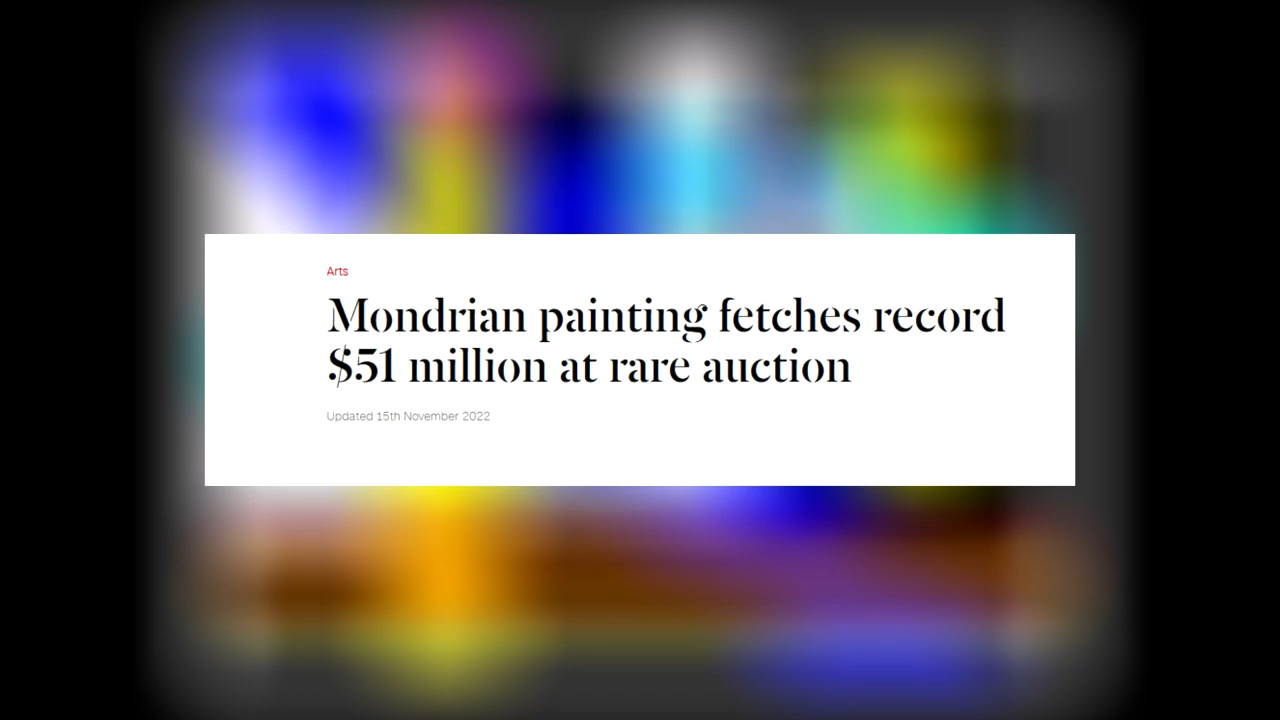 Arts
Mondrian painting fetches record
$51 million at rare auction
Updated 15th November 2022